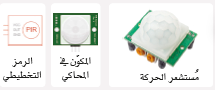 PIR
الرمز
التخطيطي
المكوّن في
المحاكي
مُستشعر الحركة